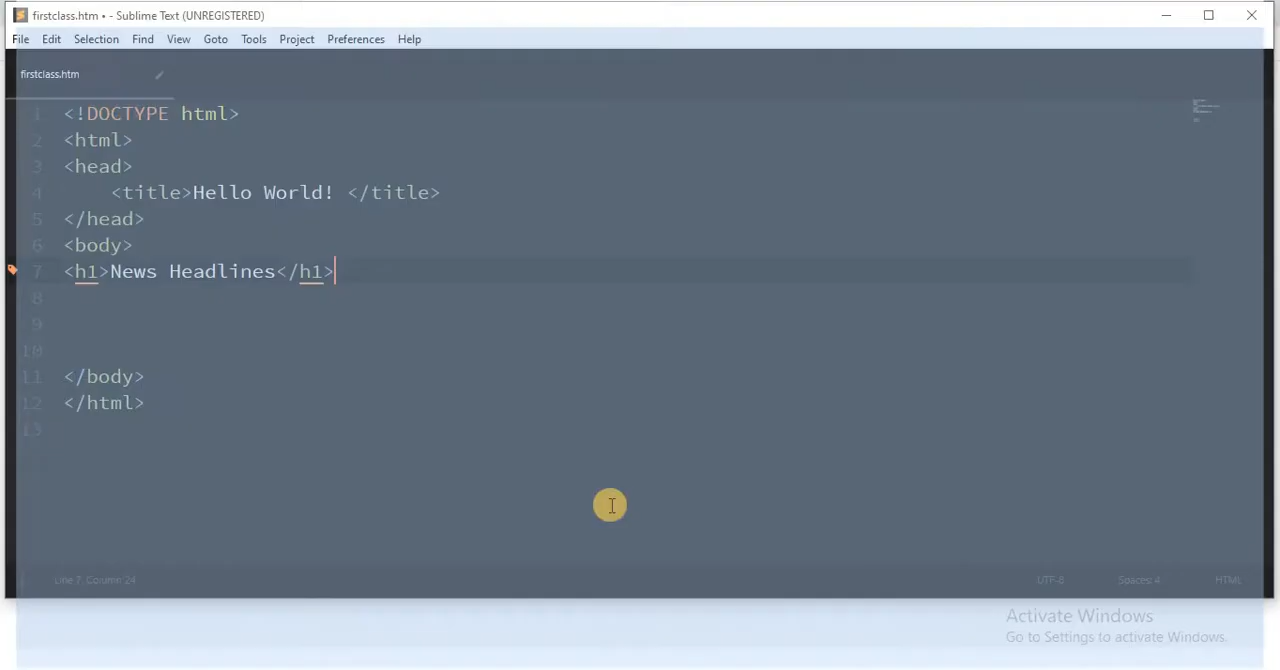 firstclass.htm • - Sublime Text (UNREGISTERED)
File Edit Selection Find View Goto Tools Project Preferences Help
firstclass.htm
1 <!DOCTYPE html>
2 <html>
3 <head>
4     <title>Hello World! </title>
5 </head>
6 <body>
7 <h1>News Headlines</h1>
8
9
10
11 </body>
12 </html>
13
Line 7, Column 24 UTF-8 Spaces: 4 HTML
Activate Windows
Go to Settings to activate Windows.